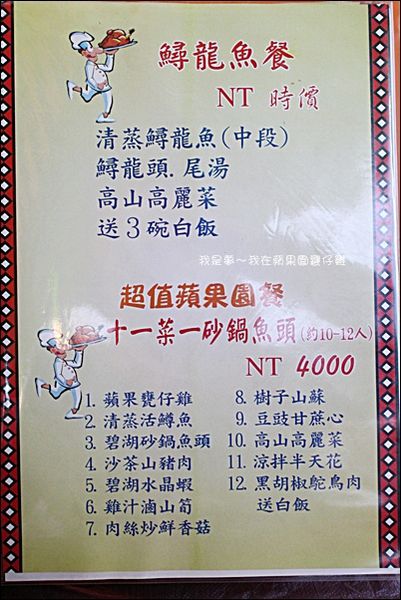 鱘龍魚餐
NT 時價
清蒸鱘龍魚(中段)
鱘龍頭.尾湯
高山高麗菜
送3碗白飯
我是夢～我在蘋果園甕仔雞
超值蘋果園餐
十一菜一砂鍋魚頭(約10-12人)
NT 4000
1. 蘋果甕仔雞
2. 清蒸活鱒魚
3. 碧湖砂鍋魚頭
4. 沙茶山豬肉
5. 碧湖水晶蝦
6. 雞汁滷山筍
7. 肉絲炒鮮香菇
8. 樹子山蘇
9. 豆豉甘蔗心
10. 高山高麗菜
11. 涼拌半天花
12. 黑胡椒鴕鳥肉
送白飯